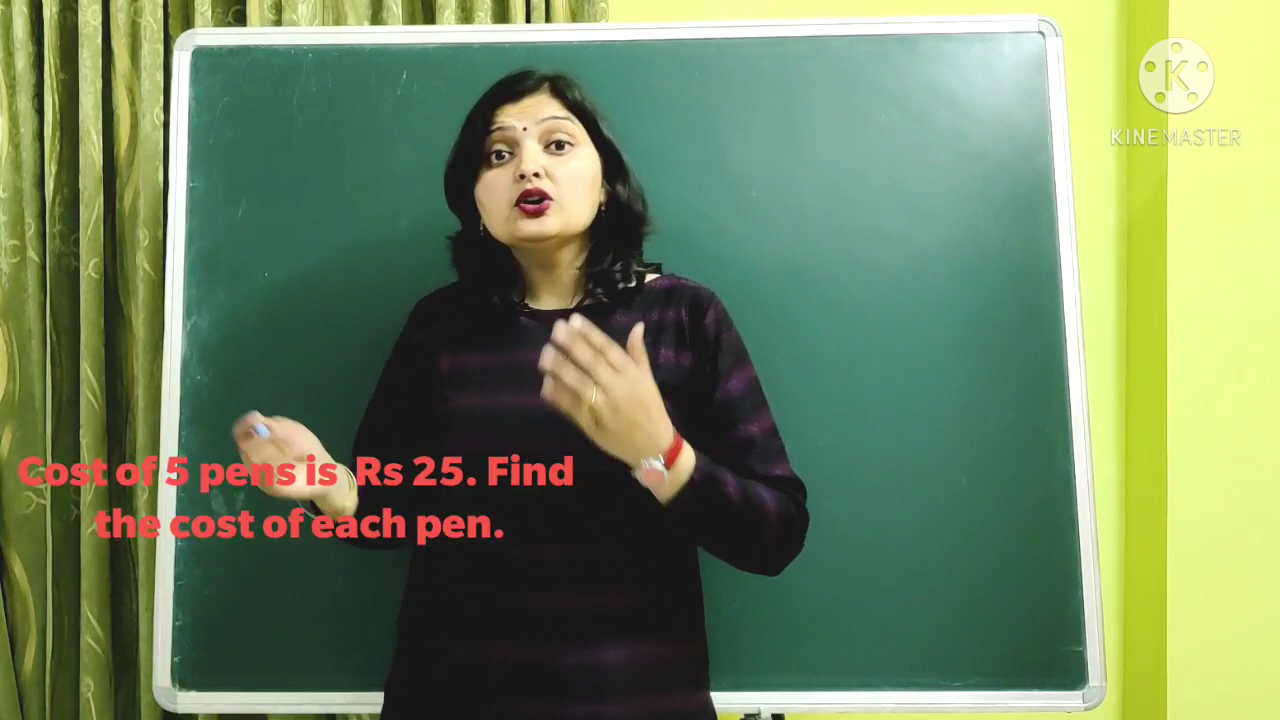 KINEMASTER
Cost of 5 pens is Rs 25. Find
the cost of each pen.